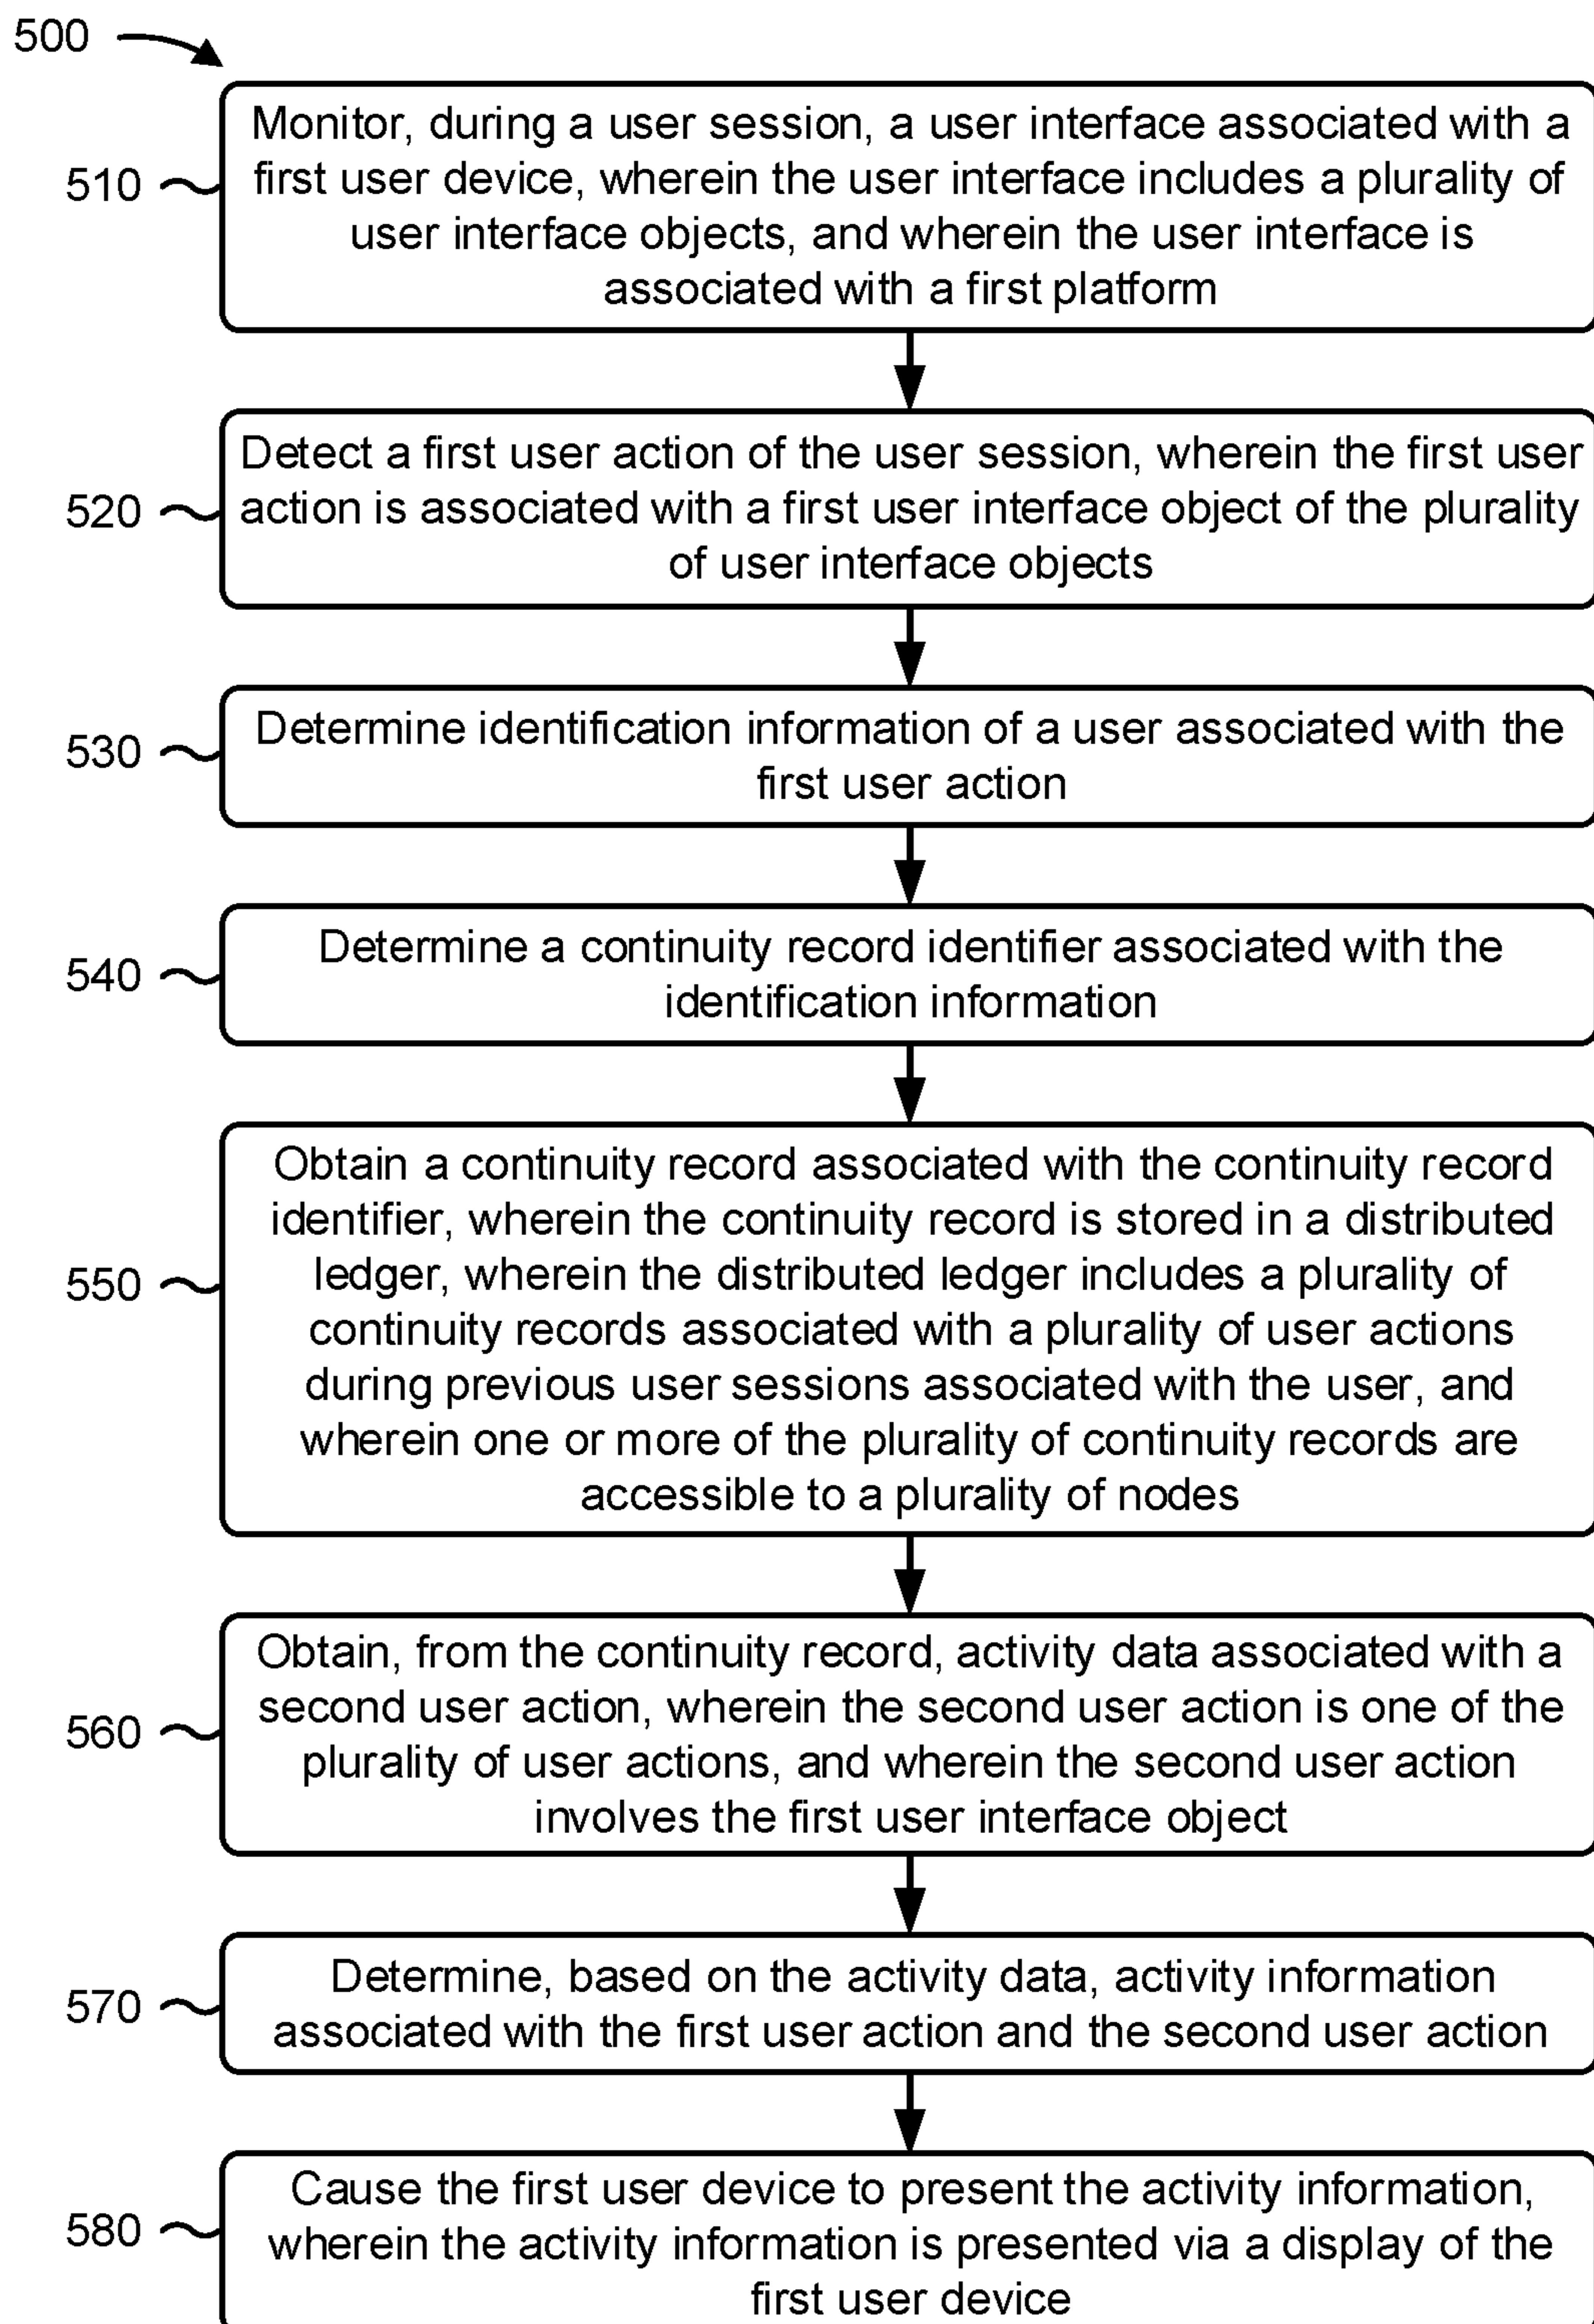 500
Monitor, during a user session, a user interface associated with a
first user device, wherein the user interface includes a plurality of
user interface objects, and wherein the user interface is
associated with a first platform
510
Detect a first user action of the user session, wherein the first user
action is associated with a first user interface object of the plurality
of user interface objects
520
Determine identification information of a user associated with the
first user action
530
Determine a continuity record identifier associated with the
identification information
540
Obtain a continuity record associated with the continuity record
identifier, wherein the continuity record is stored in a distributed
ledger, wherein the distributed ledger includes a plurality of
continuity records associated with a plurality of user actions
during previous user sessions associated with the user, and
wherein one or more of the plurality of continuity records are
accessible to a plurality of nodes
550
Obtain, from the continuity record, activity data associated with a
second user action, wherein the second user action is one of the
plurality of user actions, and wherein the second user action
involves the first user interface object
560
Determine, based on the activity data, activity information
associated with the first user action and the second user action
570
Cause the first user device to present the activity information,
wherein the activity information is presented via a display of the
first user device
580